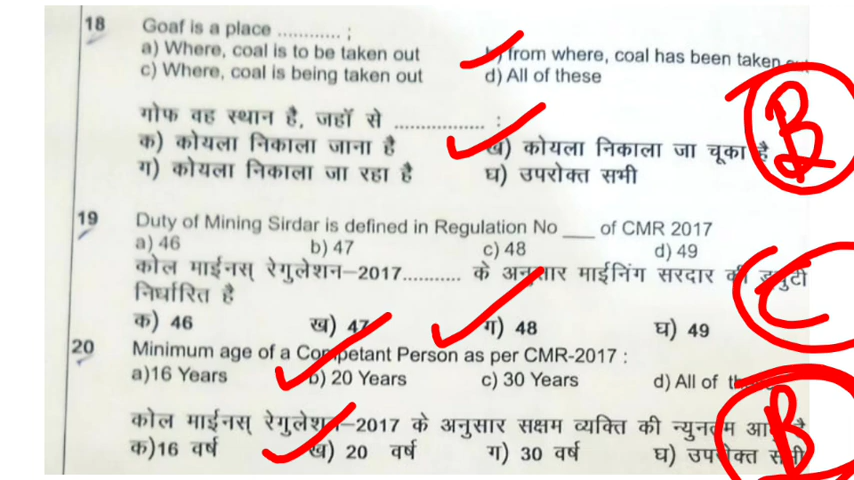 18 Goaf is a place ............ ;
a) Where, coal is to be taken out b) from where, coal has been taken
c) Where, coal is being taken out d) All of these
गोफ वह स्थान है, जहाँ से ................. :
क) कोयला निकाला जाना है ख) कोयला निकाला जा चूका है
ग) कोयला निकाला जा रहा है घ) उपरोक्त सभी
B
19 Duty of Mining Sirdar is defined in Regulation No ___ of CMR 2017
a) 46 b) 47 c) 48 d) 49
कोल माईनस् रेगुलेशन–2017........... के अनुसार माईनिंग सरदार की ड्युटी
निर्धारित है
C
क) 46 ख) 47 ग) 48 घ) 49
20 Minimum age of a Competant Person as per CMR-2017 :
a)16 Years b) 20 Years c) 30 Years d) All of
कोल माईनस् रेगुलेशन–2017 के अनुसार सक्षम व्यक्ति की न्युनतम
क)16 वर्ष ख) 20 वर्ष ग) 30 वर्ष घ) उपरोक्त सभी
B